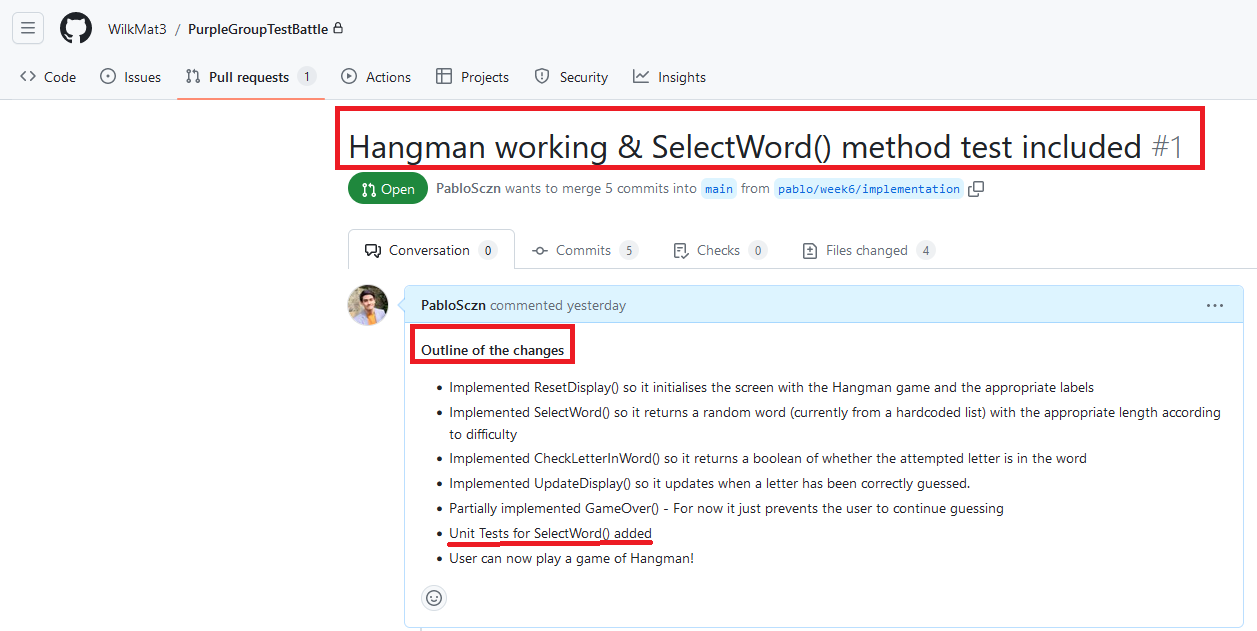 WilkMat3 / PurpleGroupTestBattle
Code Issues Pull requests 1 Actions Projects Security Insights
Hangman working & SelectWord() method test included #1
Open PabloSczn wants to merge 5 commits into main from pablo/week6/implementation
Conversation 0 Commits 5 Checks 0 Files changed 4
PabloSczn commented yesterday
Outline of the changes
• Implemented ResetDisplay() so it initialises the screen with the Hangman game and the appropriate labels
• Implemented SelectWord() so it returns a random word (currently from a hardcoded list) with the appropriate length according
to difficulty
• Implemented CheckLetterInWord() so it returns a boolean of whether the attempted letter is in the word
• Implemented UpdateDisplay() so it updates when a letter has been correctly guessed.
• Partially implemented GameOver() - For now it just prevents the user to continue guessing
• Unit Tests for SelectWord() added
• User can now play a game of Hangman!